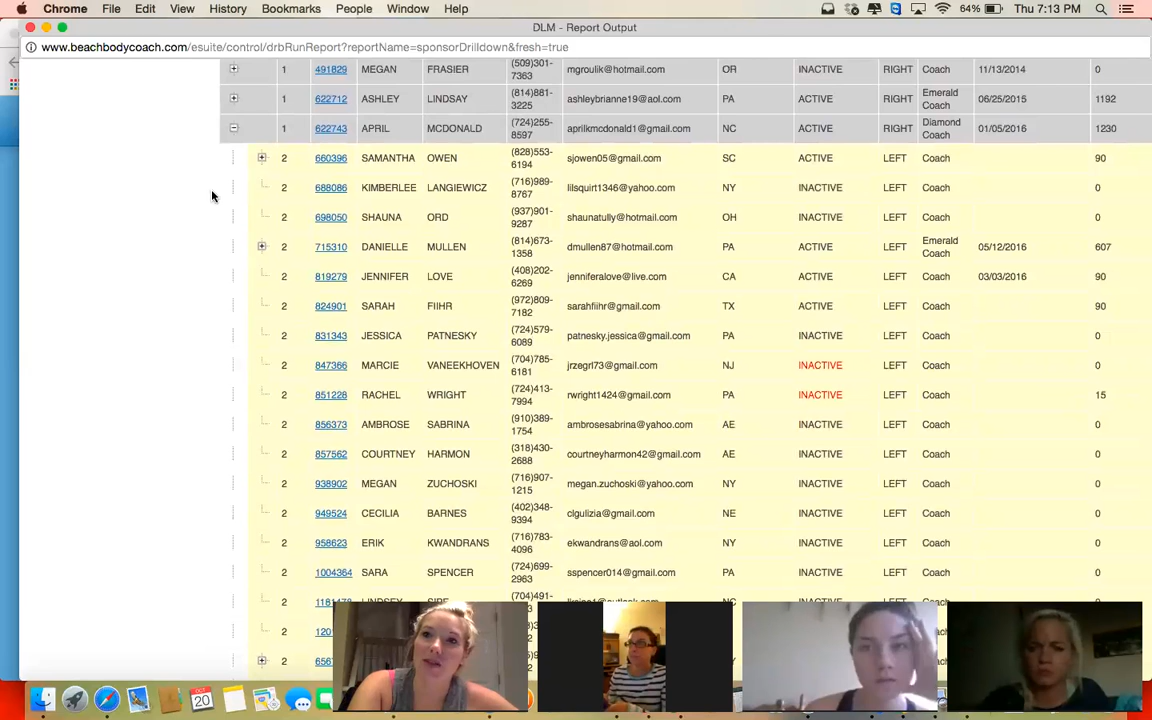 Chrome File Edit View History Bookmarks People Window Help 64% Thu 7:13 PM
DLM - Report Output
www.beachbodycoach.com/esuite/control/drbRunReport?reportName=sponsorDrilldown&fresh=true
1 491829 MEGAN FRASIER (509)301-7363 mgroulik@hotmail.com OR INACTIVE RIGHT Coach 11/13/2014 0
1 622712 ASHLEY LINDSAY (814)881-3225 ashleybrianne19@aol.com PA ACTIVE RIGHT Emerald Coach 06/25/2015 1192
1 622743 APRIL MCDONALD (724)255-8597 aprilkmcdonald1@gmail.com NC ACTIVE RIGHT Diamond Coach 01/05/2016 1230
2 660396 SAMANTHA OWEN (828)553-6194 sjowen05@gmail.com SC ACTIVE LEFT Coach 90
2 688086 KIMBERLEE LANGIEWICZ (716)989-8767 lilsquirt1346@yahoo.com NY INACTIVE LEFT Coach 0
2 698050 SHAUNA ORD (937)901-9287 shaunatully@hotmail.com OH INACTIVE LEFT Coach 0
2 715310 DANIELLE MULLEN (814)673-1358 dmullen87@hotmail.com PA ACTIVE LEFT Emerald Coach 05/12/2016 607
2 819279 JENNIFER LOVE (408)202-6269 jenniferalove@live.com CA ACTIVE LEFT Coach 03/03/2016 90
2 824901 SARAH FIIHR (972)809-7182 sarahfiihr@gmail.com TX ACTIVE LEFT Coach 90
2 831343 JESSICA PATNESKY (724)579-6089 patnesky.jessica@gmail.com PA INACTIVE LEFT Coach 0
2 847366 MARCIE VANEEKHOVEN (704)785-6181 jrzegrl73@gmail.com NJ INACTIVE LEFT Coach 0
2 851228 RACHEL WRIGHT (724)413-7994 rwright1424@gmail.com PA INACTIVE LEFT Coach 15
2 856373 AMBROSE SABRINA (910)389-1754 ambrosesabrina@yahoo.com AE INACTIVE LEFT Coach 0
2 857562 COURTNEY HARMON (318)430-2688 courtneyharmon42@gmail.com AE INACTIVE LEFT Coach 0
2 938902 MEGAN ZUCHOSKI (716)907-1215 megan.zuchoski@yahoo.com NY INACTIVE LEFT Coach 0
2 949524 CECILIA BARNES (402)348-9394 clgulizia@gmail.com NE INACTIVE LEFT Coach 0
2 958623 ERIK KWANDRANS (716)783-4096 ekwandrans@aol.com NY INACTIVE LEFT Coach 0
2 1004364 SARA SPENCER (724)699-2963 sspencer014@gmail.com PA INACTIVE LEFT Coach 0
2 (704)491- NC INACTIVE LEFT Coach 0
2
2
OCT 20